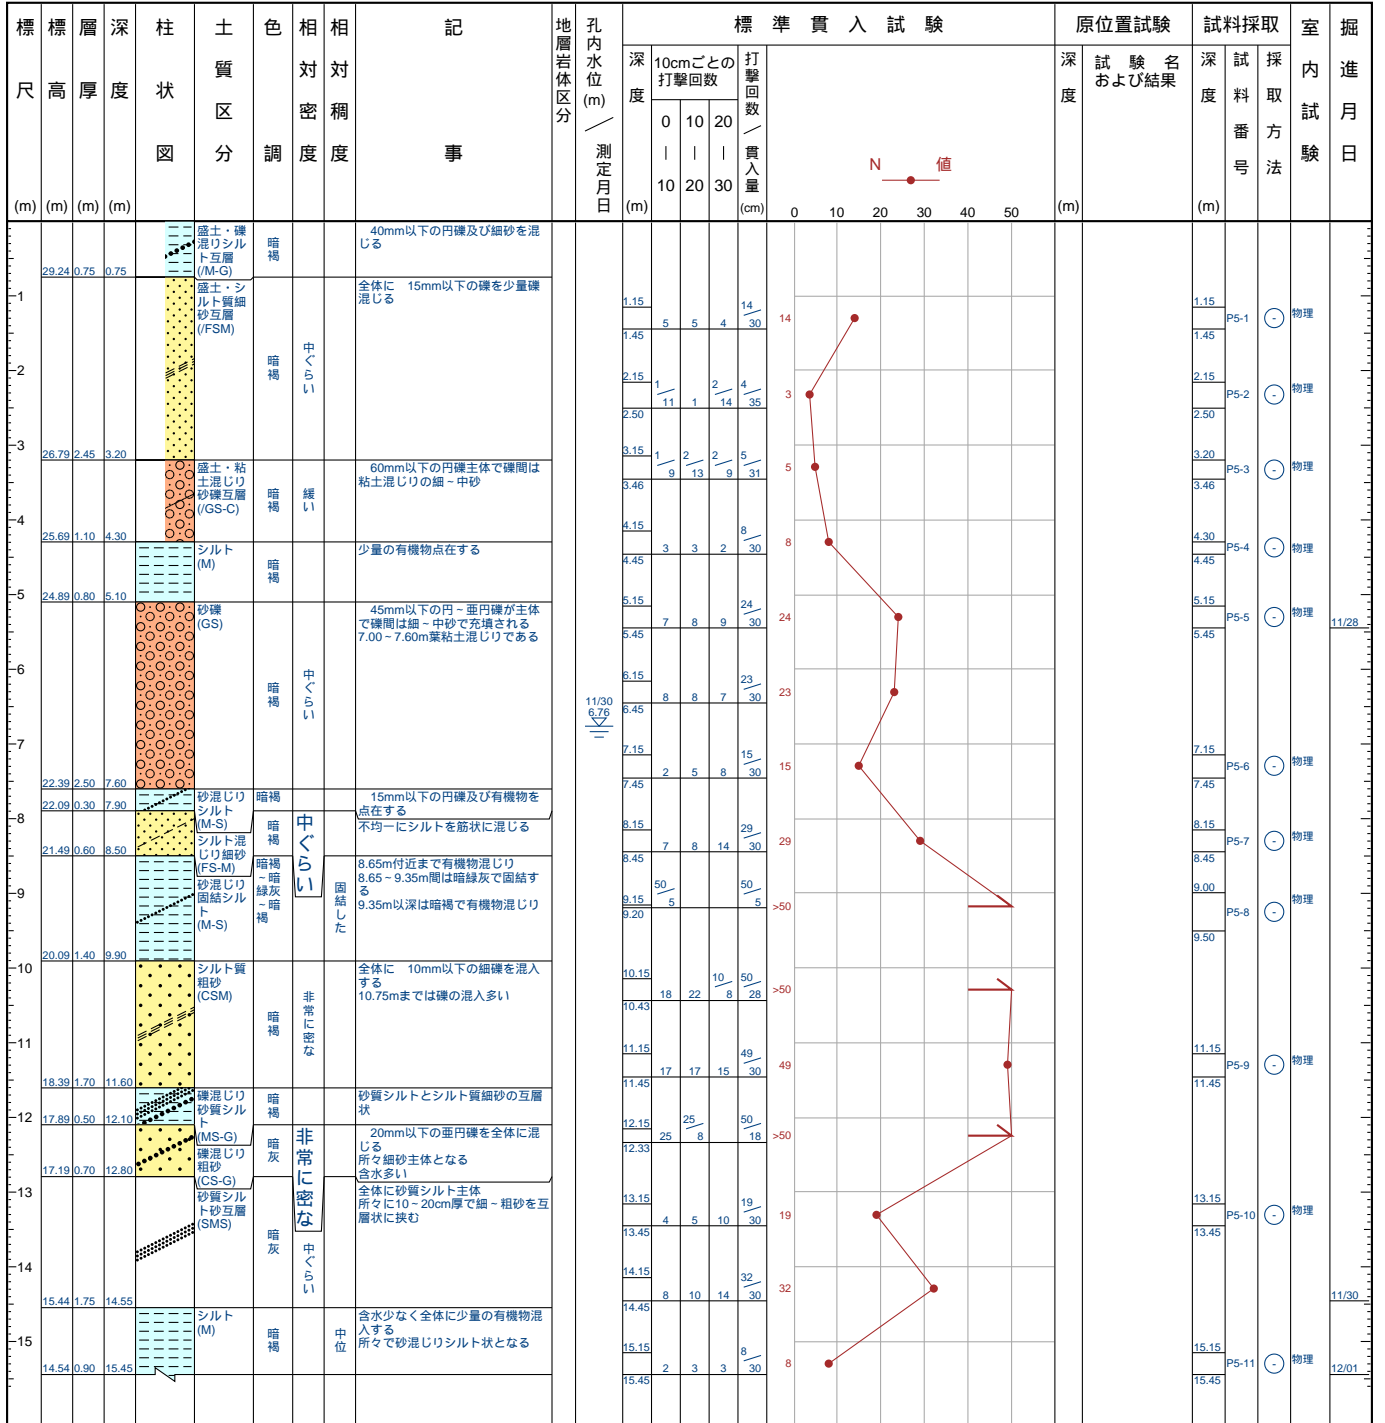 標尺 (m)
標高 (m)
層厚 (m)
深度 (m)
柱状図
土質区分
色調
相対密度
相対稠度
記事
地層岩体区分
孔内水位(m)／測定月日
標準貫入試験
深度 (m)
10cmごとの打撃回数
0｜10
10｜20
20｜30
打撃回数／貫入量 (cm)
N 値
0 10 20 30 40 50
原位置試験
深度 (m)
試験名および結果
試料採取
深度 (m)
試料番号
採取方法
室内試験
掘進月日
29.24 0.75 0.75
盛土・礫混りシルト互層(/M-G)
暗褐
40mm以下の円礫及び細砂を混じる
1
26.79 2.45 3.20
盛土・シルト質細砂互層(/FSM)
暗褐
中ぐらい
全体に 15mm以下の礫を少量礫混じる
1.15 5 5 4 14/30 14
1.45
1.15 P5-1 - 物理
1.45
2
2.15 1/11 1 2/14 4/35 3
2.50
2.15 P5-2 - 物理
2.50
3
25.69 1.10 4.30
盛土・粘土混じり砂礫互層(/GS-C)
暗褐
緩い
60mm以下の円礫主体で礫間は粘土混じりの細～中砂
3.15 1/9 2/13 2/9 5/31 5
3.46
3.20 P5-3 - 物理
3.46
4
24.89 0.80 5.10
シルト(M)
暗褐
少量の有機物点在する
4.15 3 3 2 8/30 8
4.45
4.30 P5-4 - 物理
4.45
5
22.39 2.50 7.60
砂礫(GS)
暗褐
中ぐらい
45mm以下の円～亜円礫が主体で礫間は細～中砂で充填される
7.00～7.60m葉粘土混じりである
5.15 7 8 9 24/30 24
5.45
5.15 P5-5 - 物理
5.45
11/28
6
6.15 8 8 7 23/30 23
6.45
11/30
6.76
7
7.15 2 5 8 15/30 15
7.45
7.15 P5-6 - 物理
7.45
22.09 0.30 7.90
砂混じりシルト(M-S)
暗褐
15mm以下の円礫及び有機物を点在する
8
21.49 0.60 8.50
シルト混じり細砂(FS-M)
暗褐
中ぐらい
不均一にシルトを筋状に混じる
8.15 7 8 14 29/30 29
8.45
8.15 P5-7 - 物理
8.45
9
20.09 1.40 9.90
砂混じり固結シルト(M-S)
暗褐～暗緑灰～暗褐
固結した
8.65m付近まで有機物混じり
8.65～9.35m間は暗緑灰で固結する
9.35m以深は暗褐で有機物混じり
9.15 50/5 50/5 >50
9.20
9.00 P5-8 - 物理
9.50
10
18.39 1.70 11.60
シルト質粗砂(CSM)
暗褐
非常に密な
全体に 10mm以下の細礫を混入する
10.75mまでは礫の混入多い
10.15 18 22 10/8 50/28 >50
10.43
11
11.15 17 17 15 49/30 49
11.45
11.15 P5-9 - 物理
11.45
17.89 0.50 12.10
礫混じり砂質シルト(MS-G)
暗褐
砂質シルトとシルト質細砂の互層状
12
17.19 0.70 12.80
礫混じり粗砂(CS-G)
暗灰
非常に密な
20mm以下の亜円礫を全体に混じる
所々細砂主体となる
含水多い
12.15 25 25/8 50/18 >50
12.33
13
15.44 1.75 14.55
砂質シルト砂互層(SMS)
暗灰
中ぐらい
全体に砂質シルト主体
所々に10～20cm厚で細～粗砂を互層状に挟む
13.15 4 5 10 19/30 19
13.45
13.15 P5-10 - 物理
13.45
14
14.15 8 10 14 32/30 32
14.45
11/30
15
14.54 0.90 15.45
シルト(M)
暗褐
中位
含水少なく全体に少量の有機物混入する
所々で砂混じりシルト状となる
15.15 2 3 3 8/30 8
15.45
15.15 P5-11 - 物理
15.45
12/01